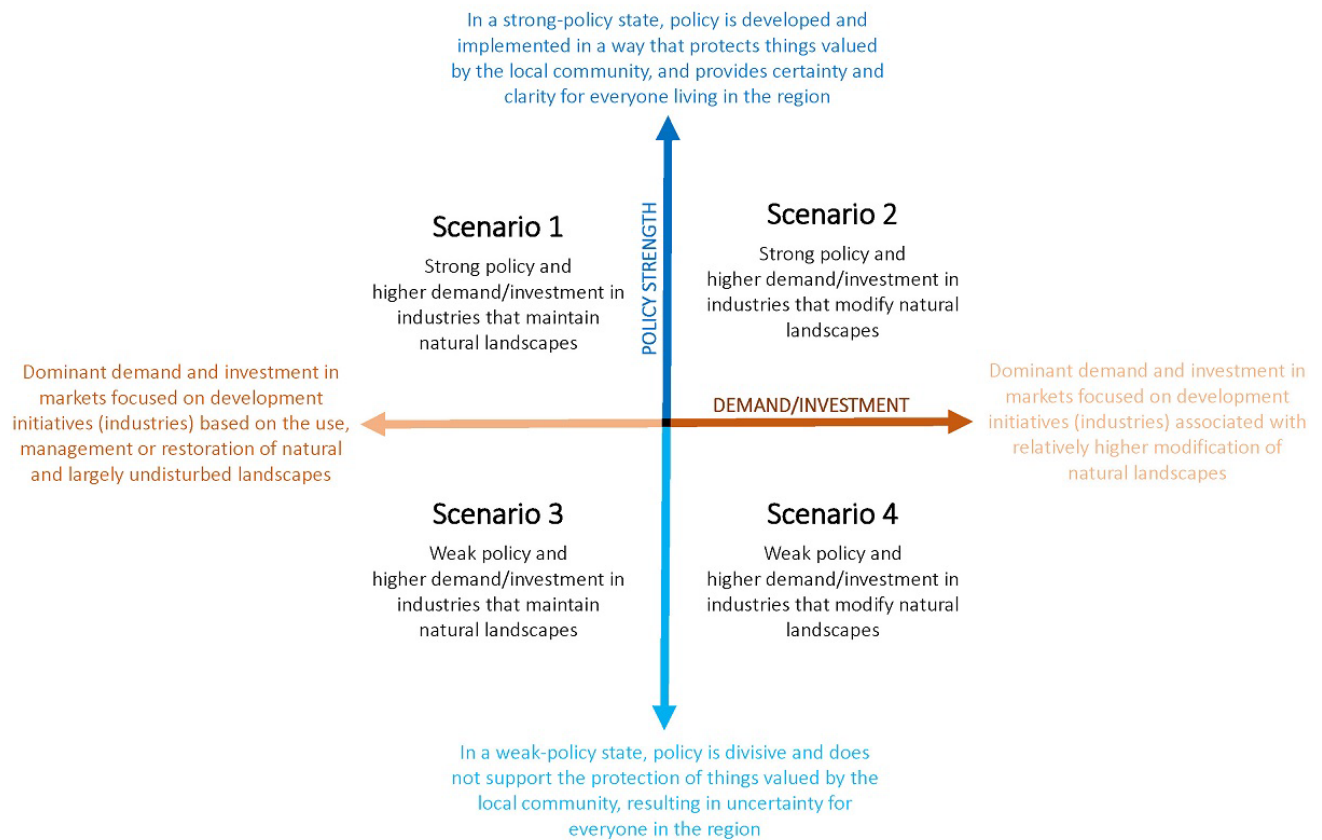 In a strong-policy state, policy is developed and
implemented in a way that protects things valued
by the local community, and provides certainty and
clarity for everyone living in the region
POLICY STRENGTH
Scenario 1
Strong policy and
higher demand/investment in
industries that maintain
natural landscapes
Scenario 2
Strong policy and
higher demand/investment in
industries that modify natural
landscapes
Dominant demand and investment in
markets focused on development
initiatives (industries) based on the use,
management or restoration of natural
and largely undisturbed landscapes
DEMAND/INVESTMENT
Dominant demand and investment in
markets focused on development
initiatives (industries) associated with
relatively higher modification of
natural landscapes
Scenario 3
Weak policy and
higher demand/investment in
industries that maintain
natural landscapes
Scenario 4
Weak policy and
higher demand/investment in
industries that modify natural
landscapes
In a weak-policy state, policy is divisive and does
not support the protection of things valued by the
local community, resulting in uncertainty for
everyone in the region